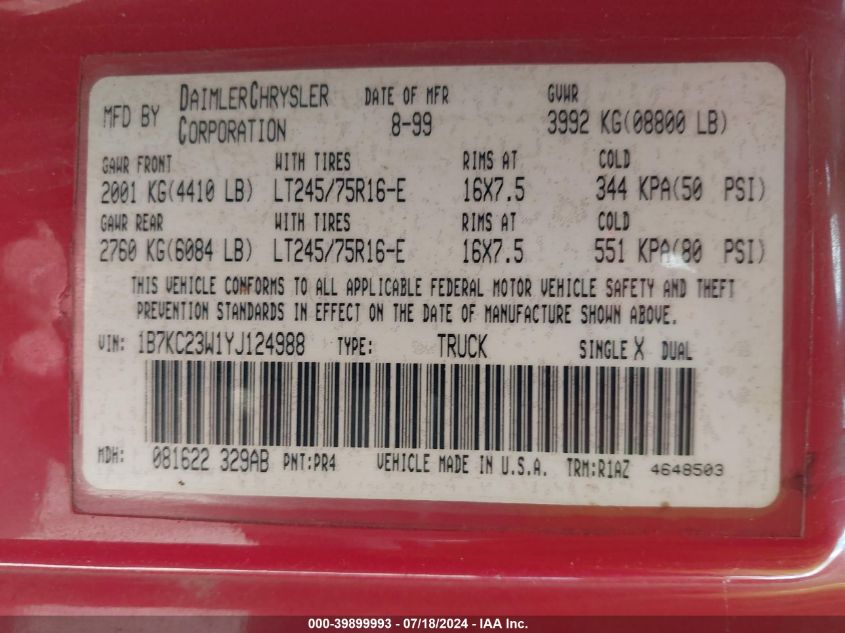 MFD BY DAIMLERCHRYSLER CORPORATION DATE OF MFR 8-99 GVWR 3992 KG(08800 LB)
GAWR FRONT WITH TIRES RIMS AT COLD
2001 KG(4410 LB) LT245/75R16-E 16X7.5 344 KPA(50 PSI)
GAWR REAR WITH TIRES RIMS AT COLD
2760 KG(6084 LB) LT245/75R16-E 16X7.5 551 KPA(80 PSI)
THIS VEHICLE CONFORMS TO ALL APPLICABLE FEDERAL MOTOR VEHICLE SAFETY AND THEFT
PREVENTION STANDARDS IN EFFECT ON THE DATE OF MANUFACTURE SHOWN ABOVE.
VIN: 1B7KC23W1YJ124988 TYPE: TRUCK SINGLE X DUAL
MDH: 081622 329AB PNT:PR4 VEHICLE MADE IN U.S.A. TRM:R1AZ 4648503
000-39899993 - 07/18/2024 - IAA Inc.